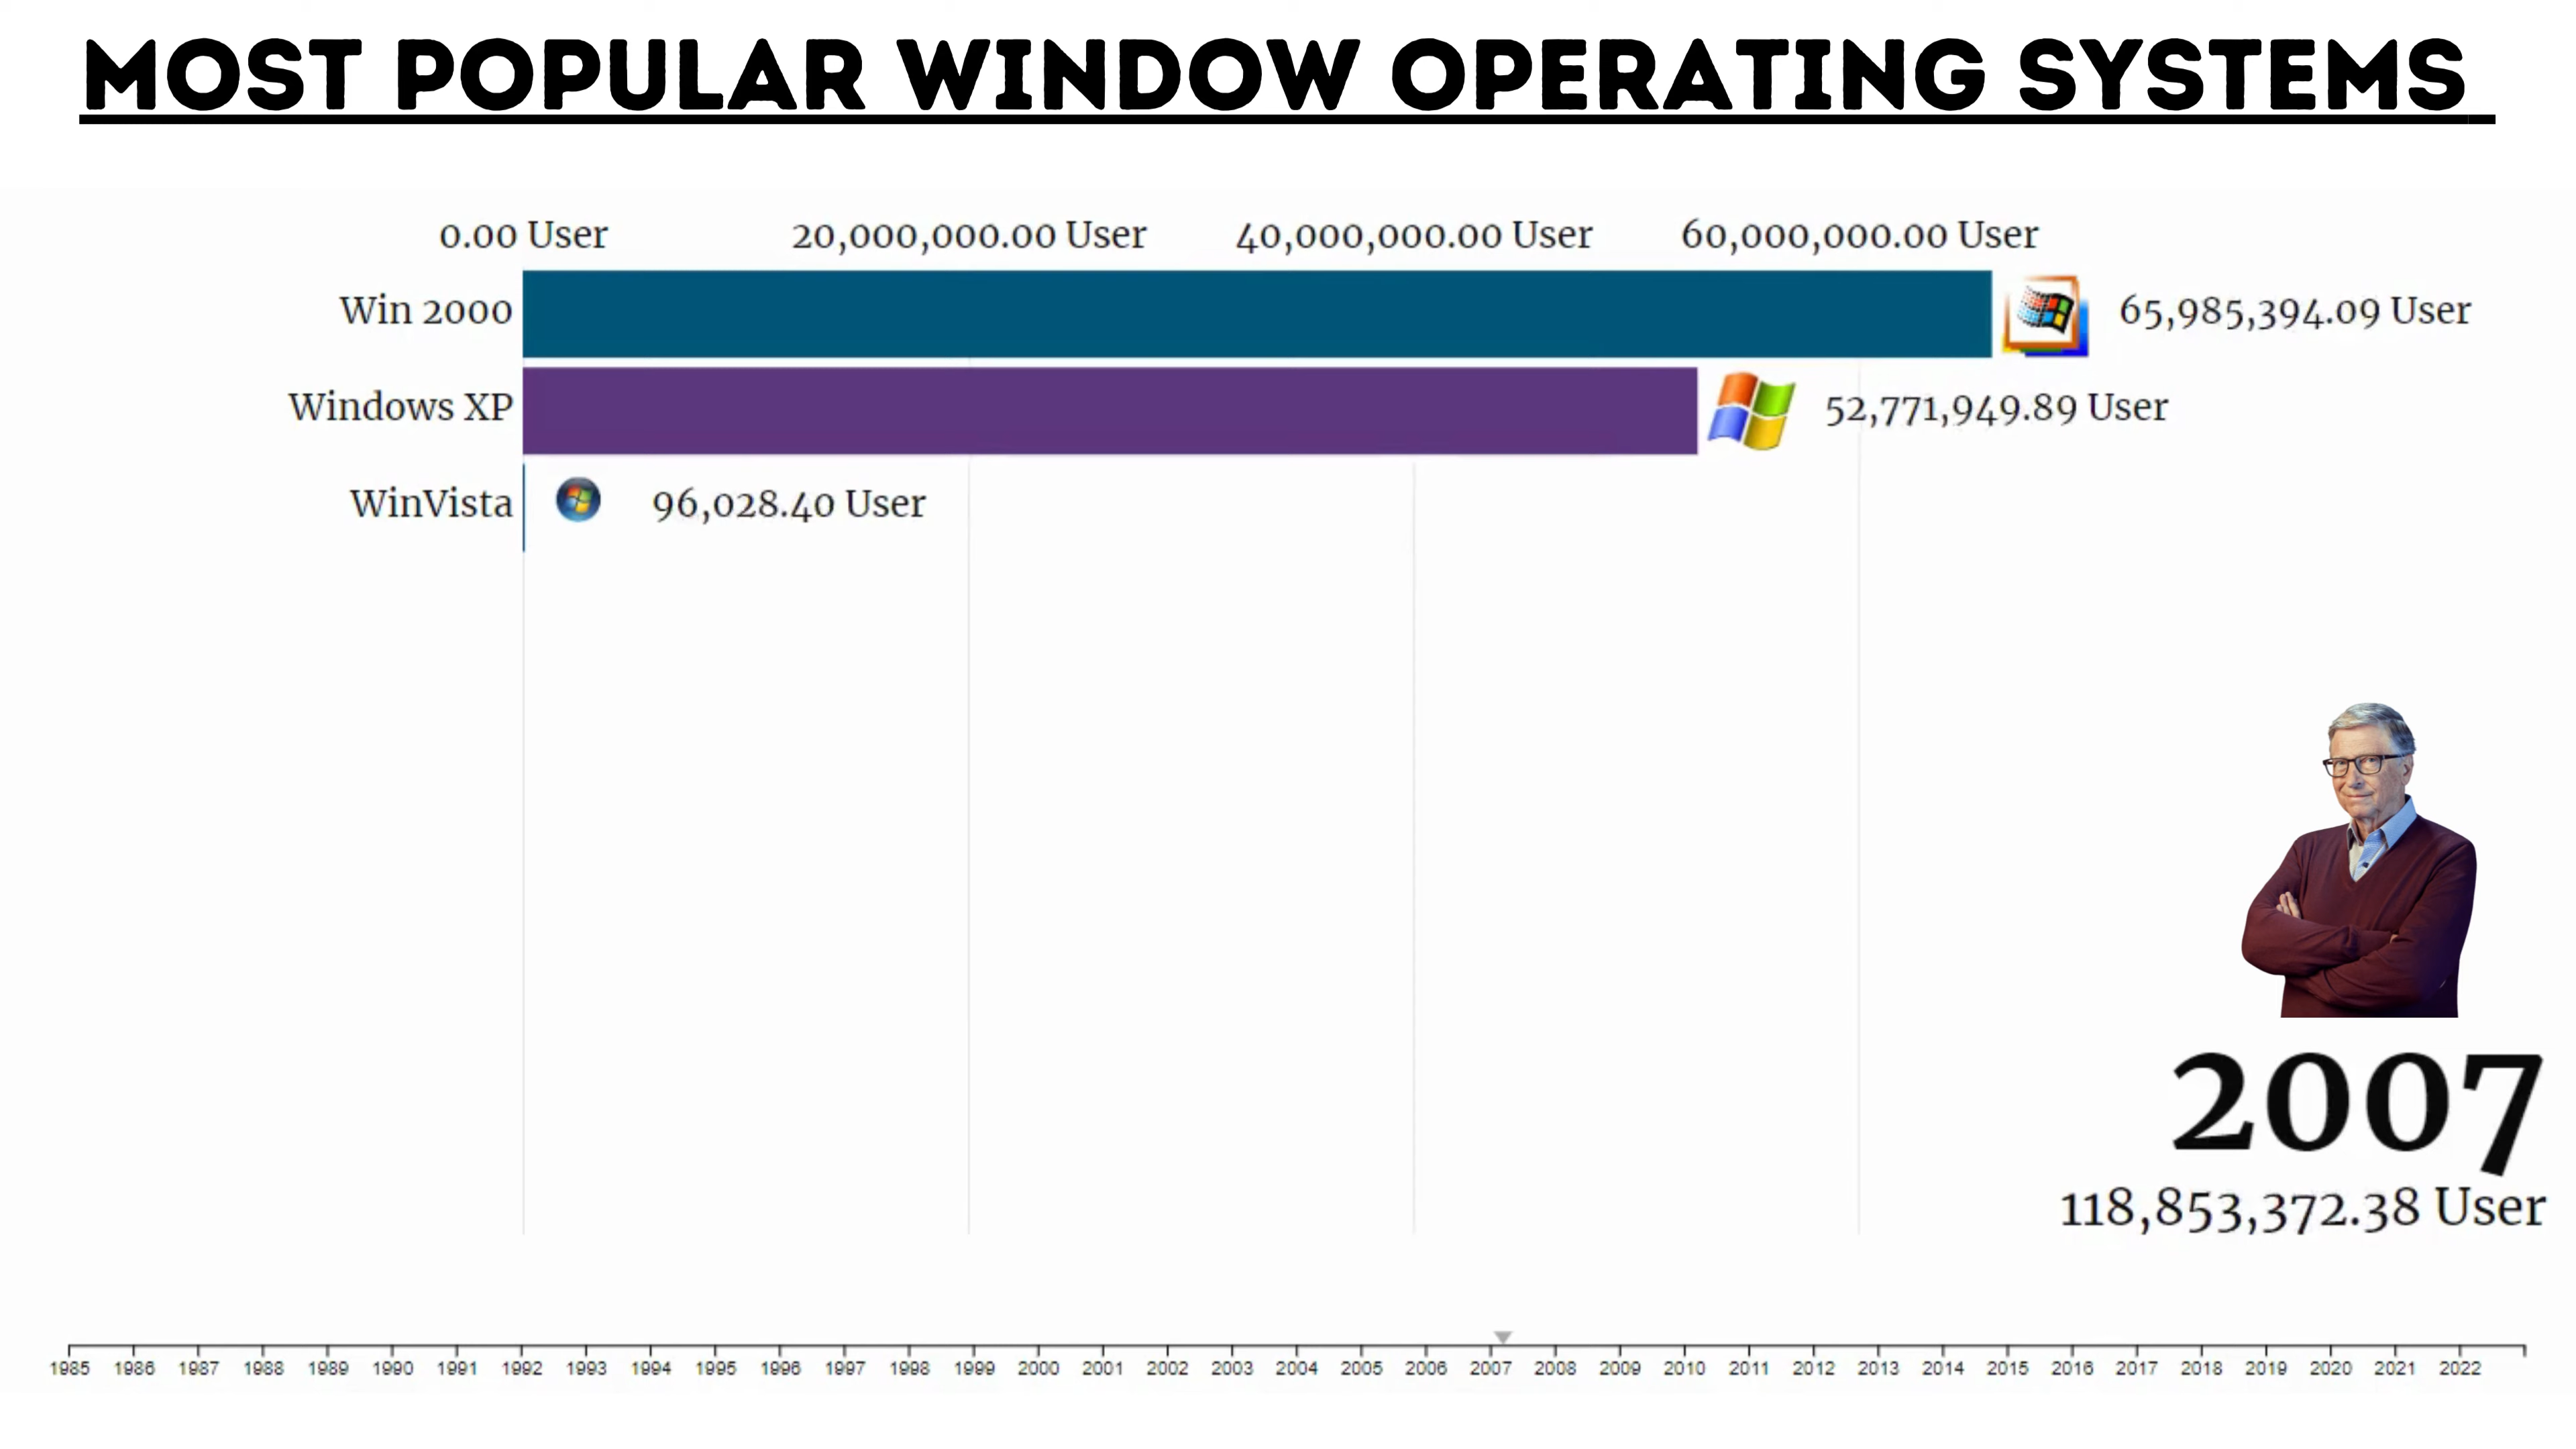 MOST POPULAR WINDOW OPERATING SYSTEMS
0.00 User 20,000,000.00 User 40,000,000.00 User 60,000,000.00 User
Win 2000 65,985,394.09 User
Windows XP 52,771,949.89 User
WinVista 96,028.40 User
2007
118,853,372.38 User
1985 1986 1987 1988 1989 1990 1991 1992 1993 1994 1995 1996 1997 1998 1999 2000 2001 2002 2003 2004 2005 2006 2007 2008 2009 2010 2011 2012 2013 2014 2015 2016 2017 2018 2019 2020 2021 2022